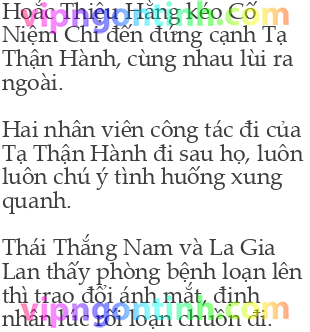 Hoắc Thiệu Hằng kéo Cố
Niệm Chi đến đứng cạnh Tạ
Thận Hành, cùng nhau lùi ra
ngoài.
Hai nhân viên công tác đi của
Tạ Thận Hành đi sau họ, luôn
luôn chú ý tình huống xung
quanh.
Thái Thắng Nam và La Gia
Lan thấy phòng bệnh loạn lên
thì trao đổi ánh mắt, định
nhân lúc rối loạn chuồn đi.
vipngontinh.com
vipngontinh.com